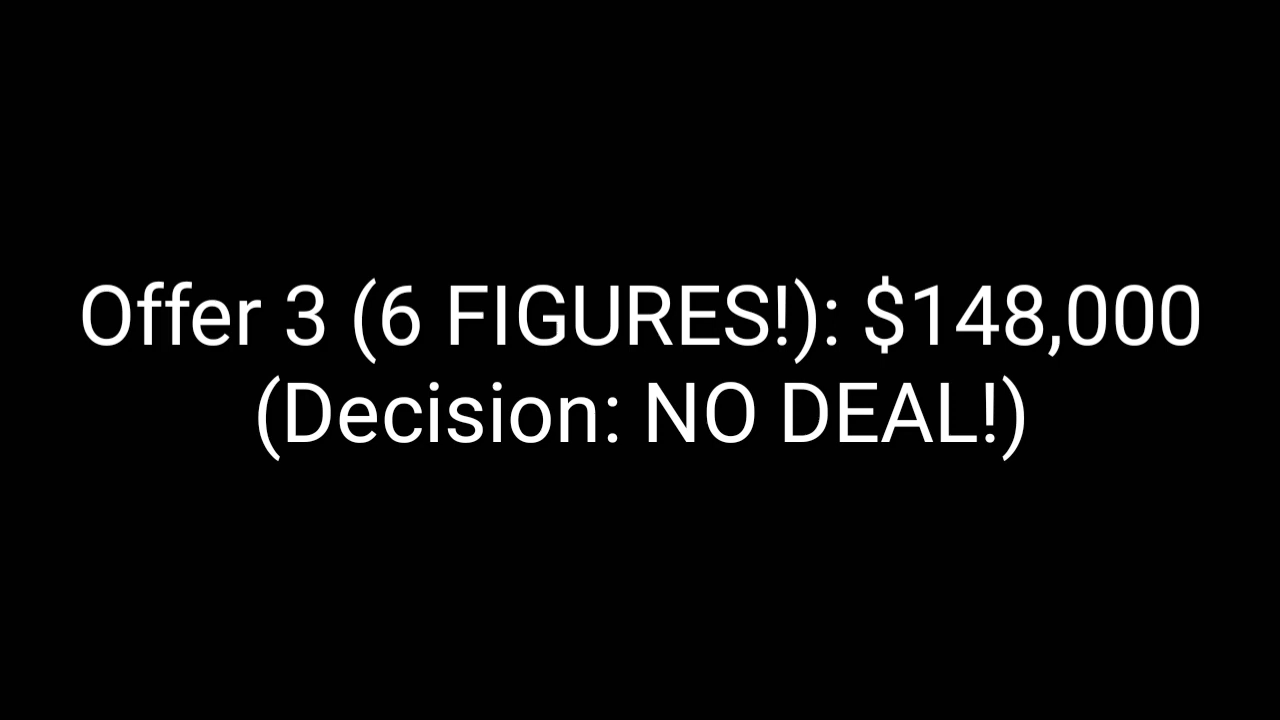 Offer 3 (6 FIGURES!): $148,000
(Decision: NO DEAL!)